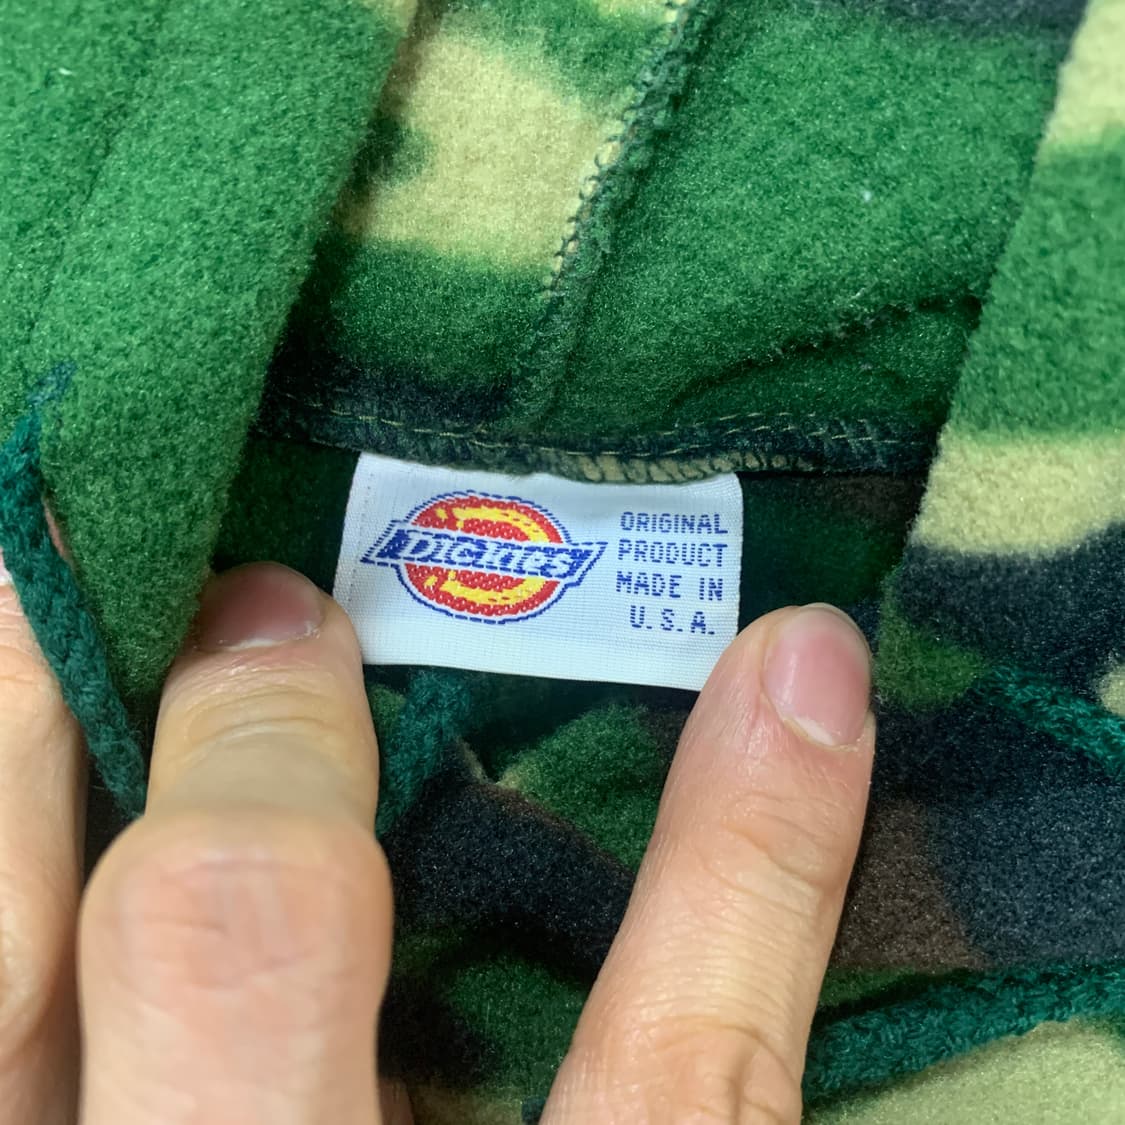 DICKIES
ORIGINAL
PRODUCT
MADE IN
U.S.A.